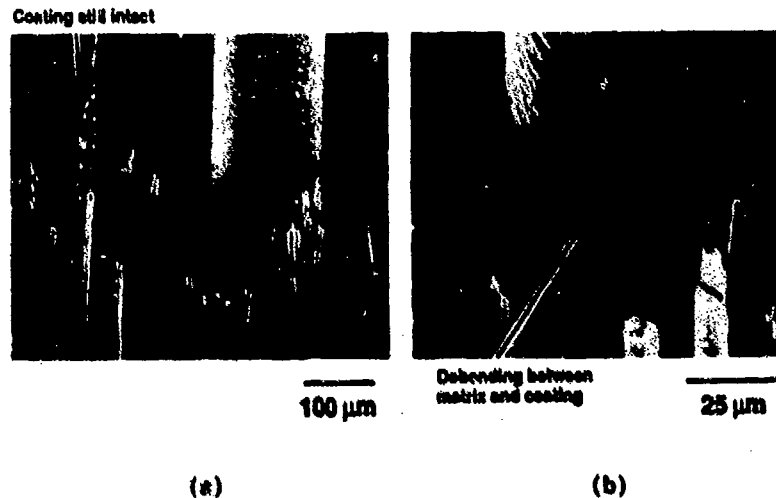 Coating still intact
Debonding between
matrix and coating
100 μm
25 μm
(a)
(b)